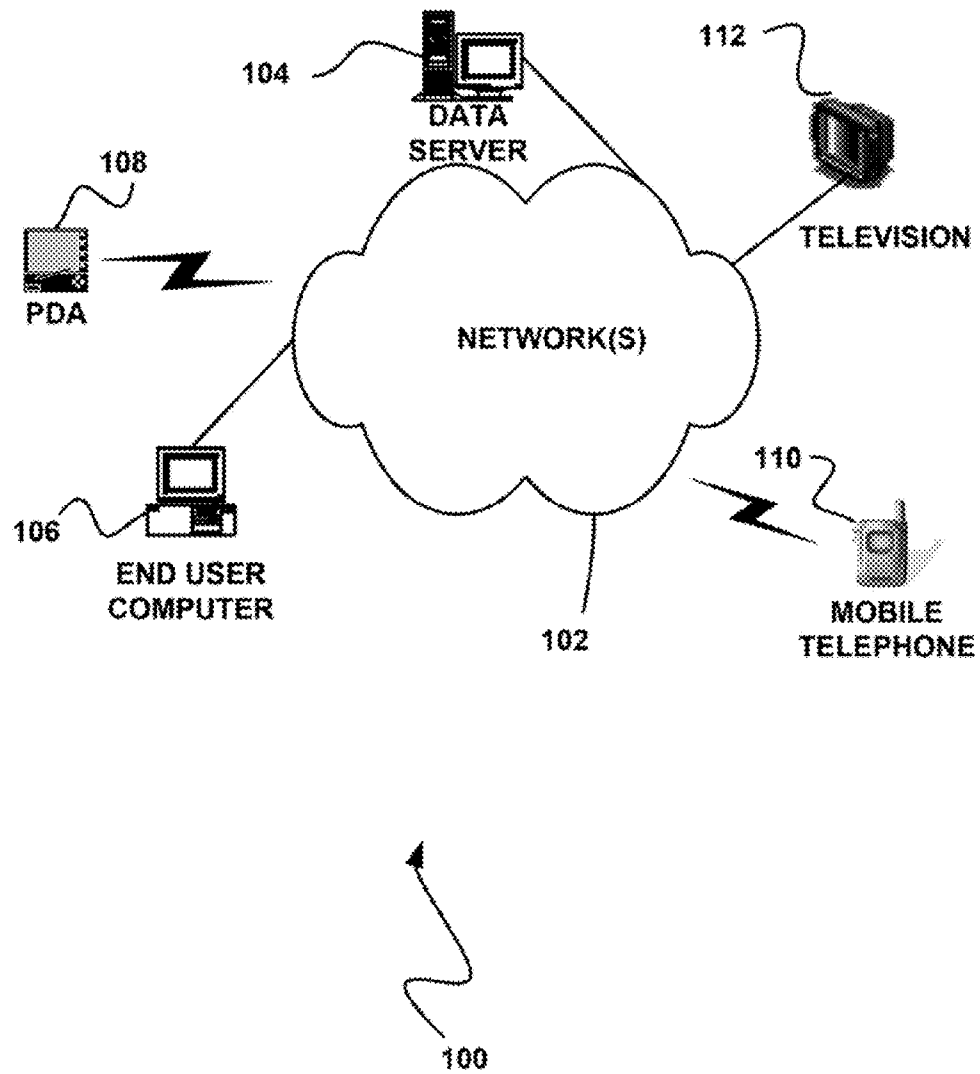 112
104
DATA
SERVER
108
TELEVISION
PDA
NETWORK(S)
110
106
END USER
COMPUTER
102
MOBILE
TELEPHONE
100